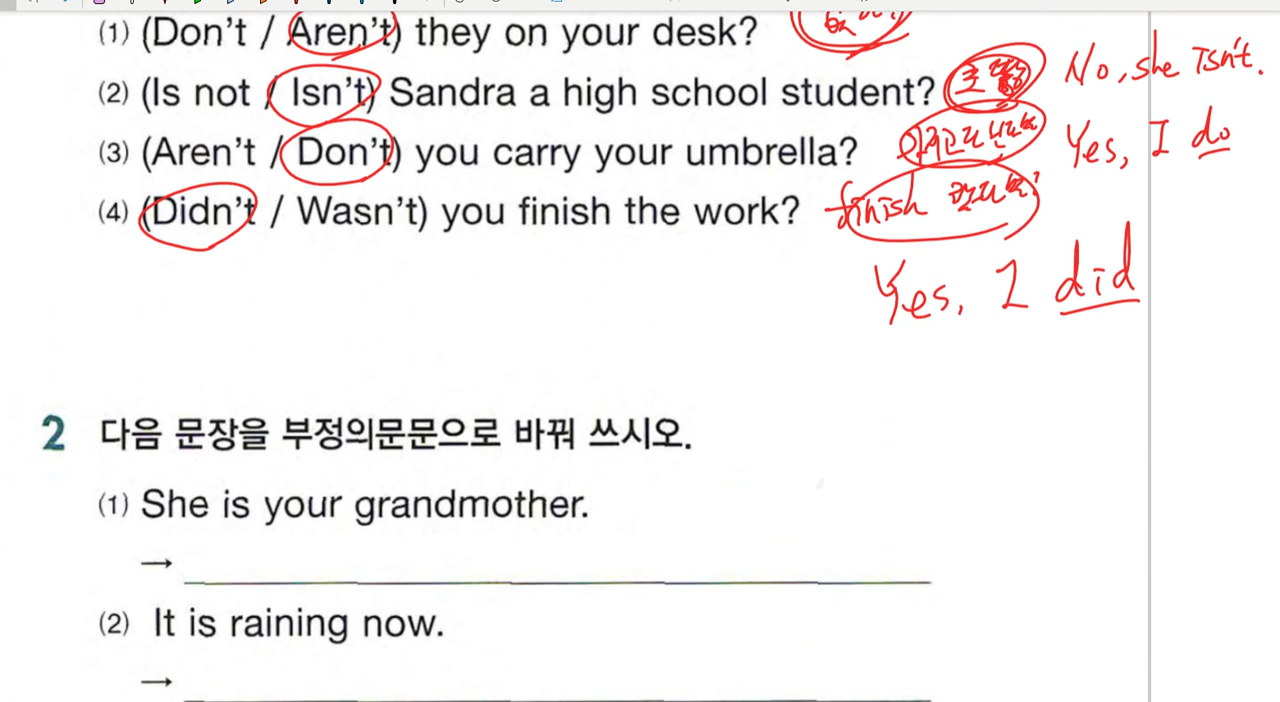 (1) (Don't / Aren't) they on your desk?
(2) (Is not / Isn't) Sandra a high school student? No, she isn't.
(3) (Aren't / Don't) you carry your umbrella? Yes, I do
(4) (Didn't / Wasn't) you finish the work? finish
Yes, I did
2 다음 문장을 부정의문문으로 바꿔 쓰시오.
(1) She is your grandmother.
→
(2) It is raining now.
→